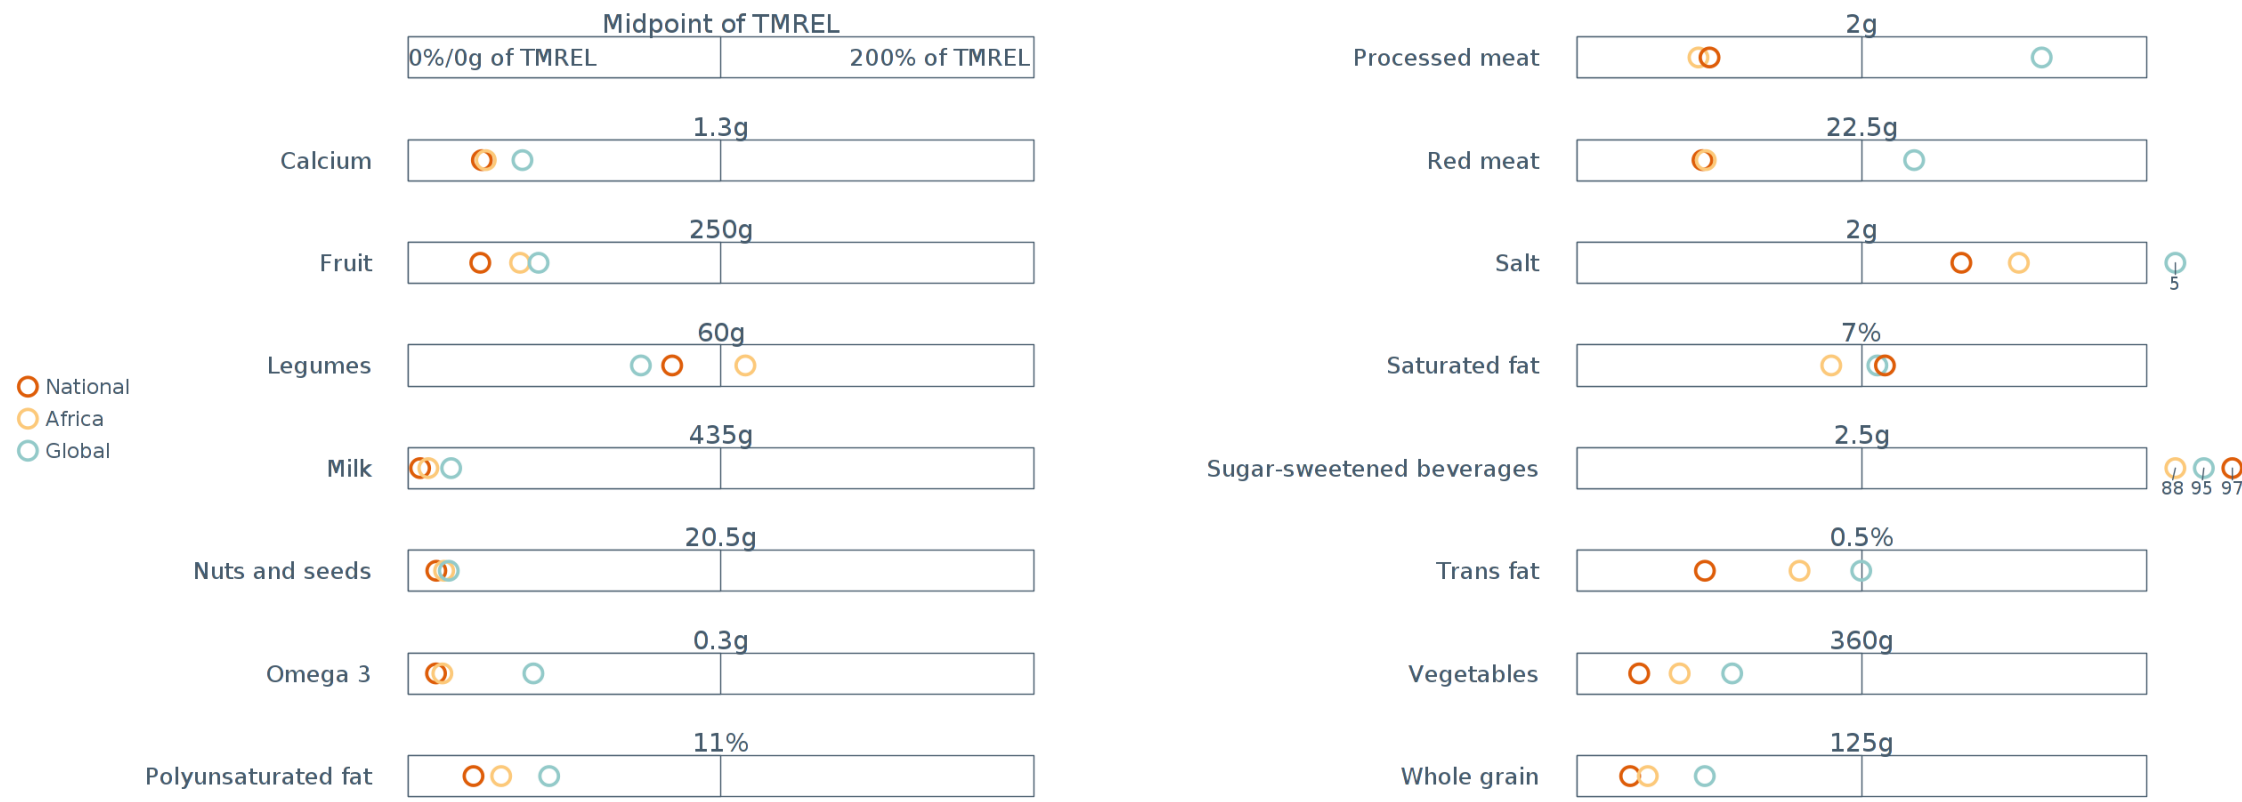 Midpoint of TMREL
0%/0g of TMREL
200% of TMREL
Calcium
1.3g
Fruit
250g
Legumes
60g
Milk
435g
Nuts and seeds
20.5g
Omega 3
0.3g
Polyunsaturated fat
11%
National
Africa
Global
Processed meat
2g
Red meat
22.5g
Salt
2g
5
Saturated fat
7%
Sugar-sweetened beverages
2.5g
88 95 97
Trans fat
0.5%
Vegetables
360g
Whole grain
125g